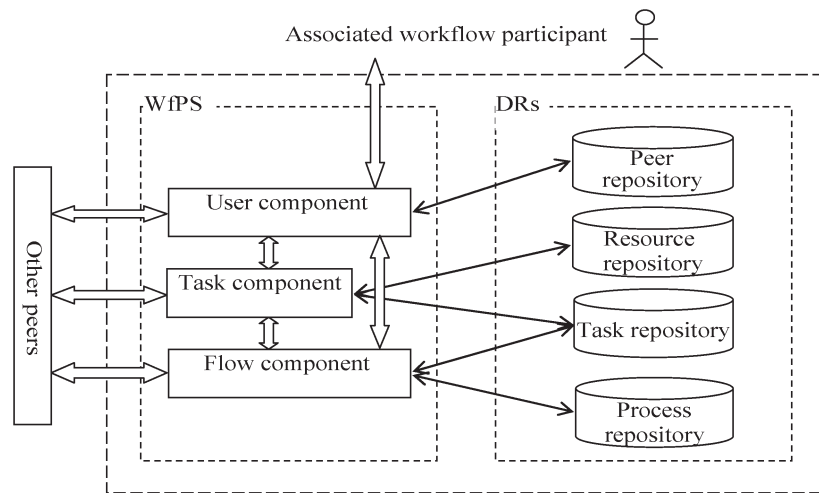 Associated workflow participant
WfPS
DRs
Peer
repository
User component
Resource
repository
Task component
Other peers
Task repository
Flow component
Process
repository